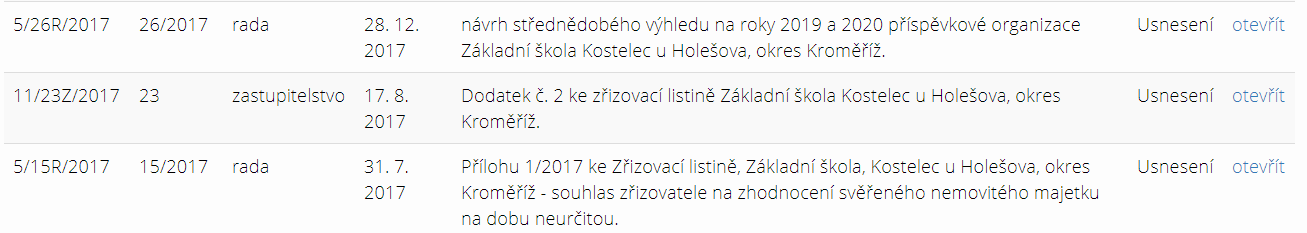 5/26R/2017 26/2017 rada 28. 12. 2017 návrh střednědobého výhledu na roky 2019 a 2020 příspěvkové organizace Základní škola Kostelec u Holešova, okres Kroměříž. Usnesení otevřít
11/23Z/2017 23 zastupitelstvo 17. 8. 2017 Dodatek č. 2 ke zřizovací listině Základní škola Kostelec u Holešova, okres Kroměříž. Usnesení otevřít
5/15R/2017 15/2017 rada 31. 7. 2017 Přílohu 1/2017 ke Zřizovací listině, Základní škola, Kostelec u Holešova, okres Kroměříž - souhlas zřizovatele na zhodnocení svěřeného nemovitého majetku na dobu neurčitou. Usnesení otevřít